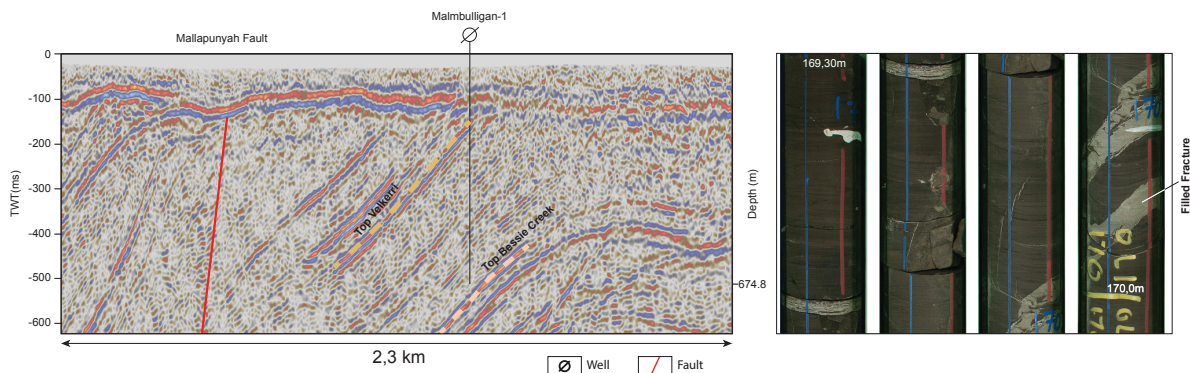 Malmbulligan-1
Mallapunyah Fault
0
-100
-200
-300
-400
-500
-600
TWT(ms)
Top Velkerri
Top Bessie Creek
Depth (m)
674.8
2,3 km
Well
Fault
169,30m
170,0m
Filled Fracture